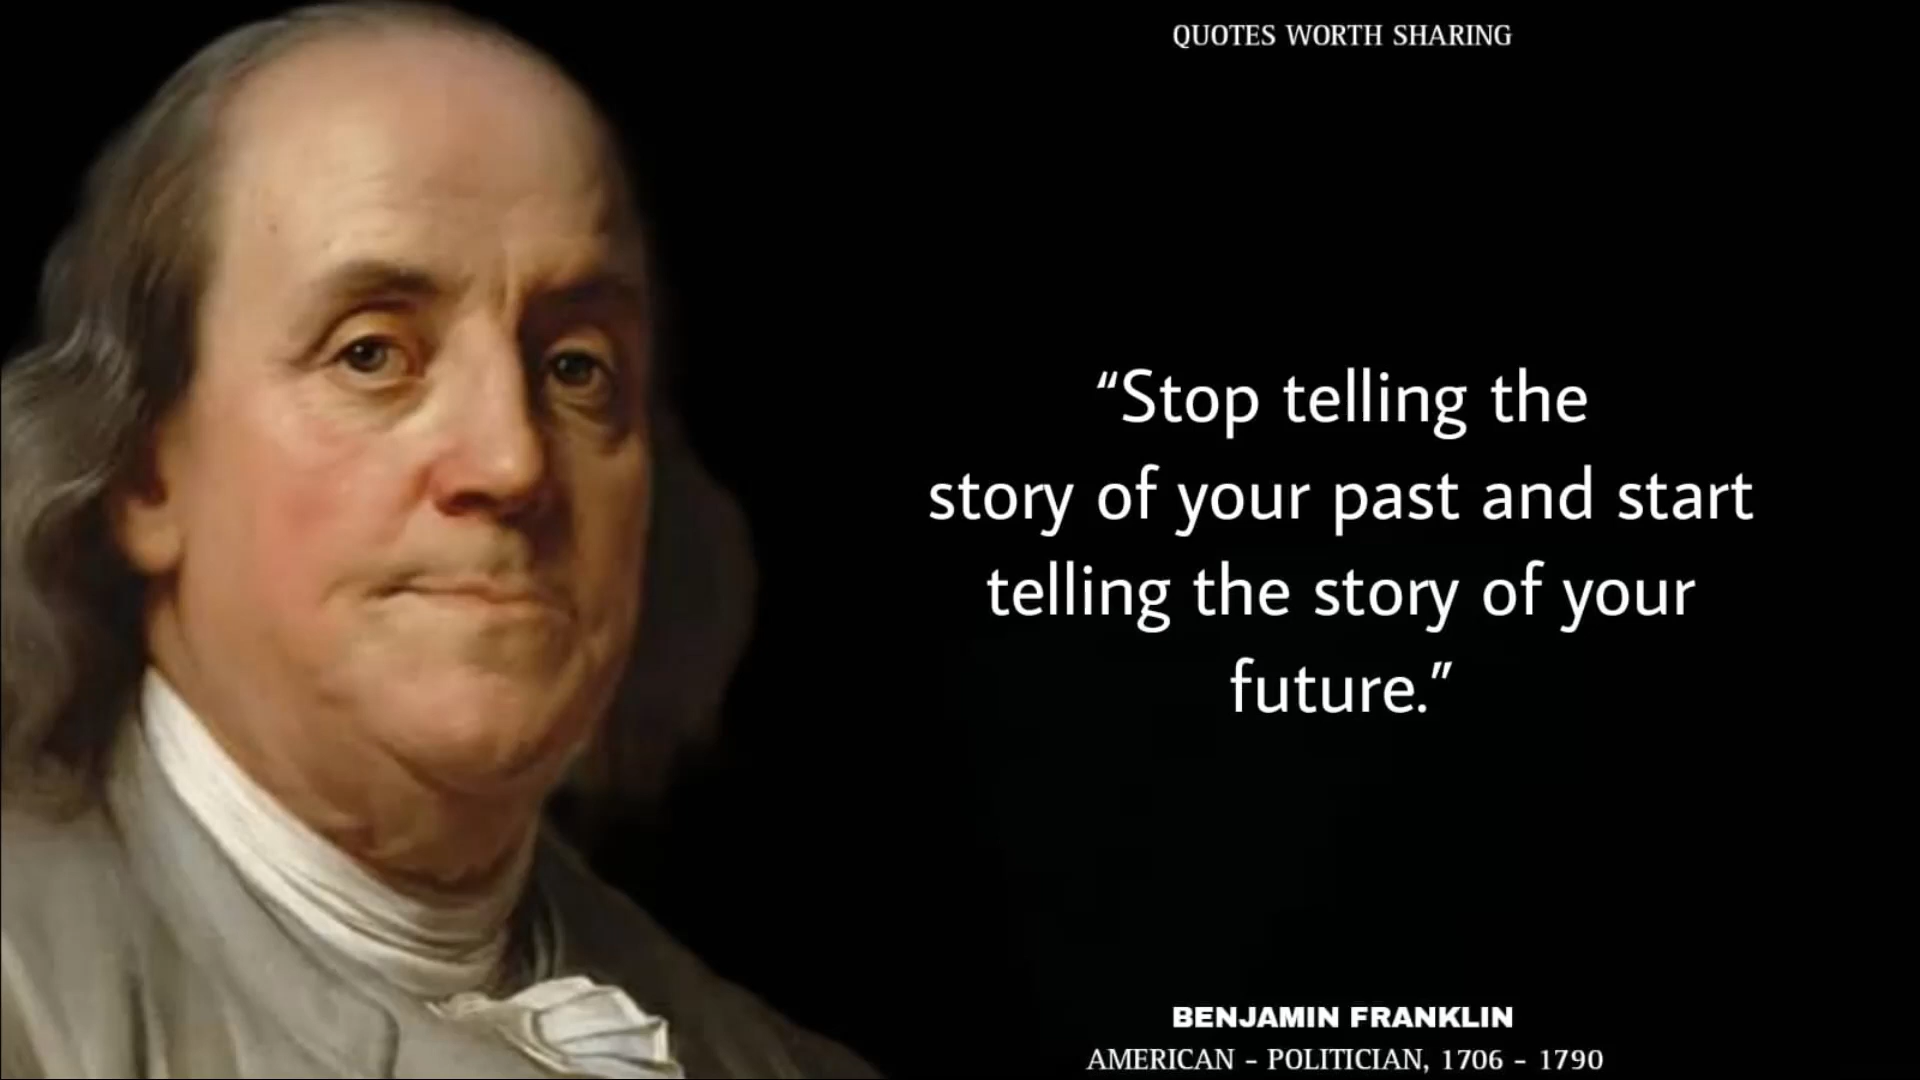 QUOTES WORTH SHARING
“Stop telling the
story of your past and start
telling the story of your
future.”
BENJAMIN FRANKLIN
AMERICAN - POLITICIAN, 1706 - 1790